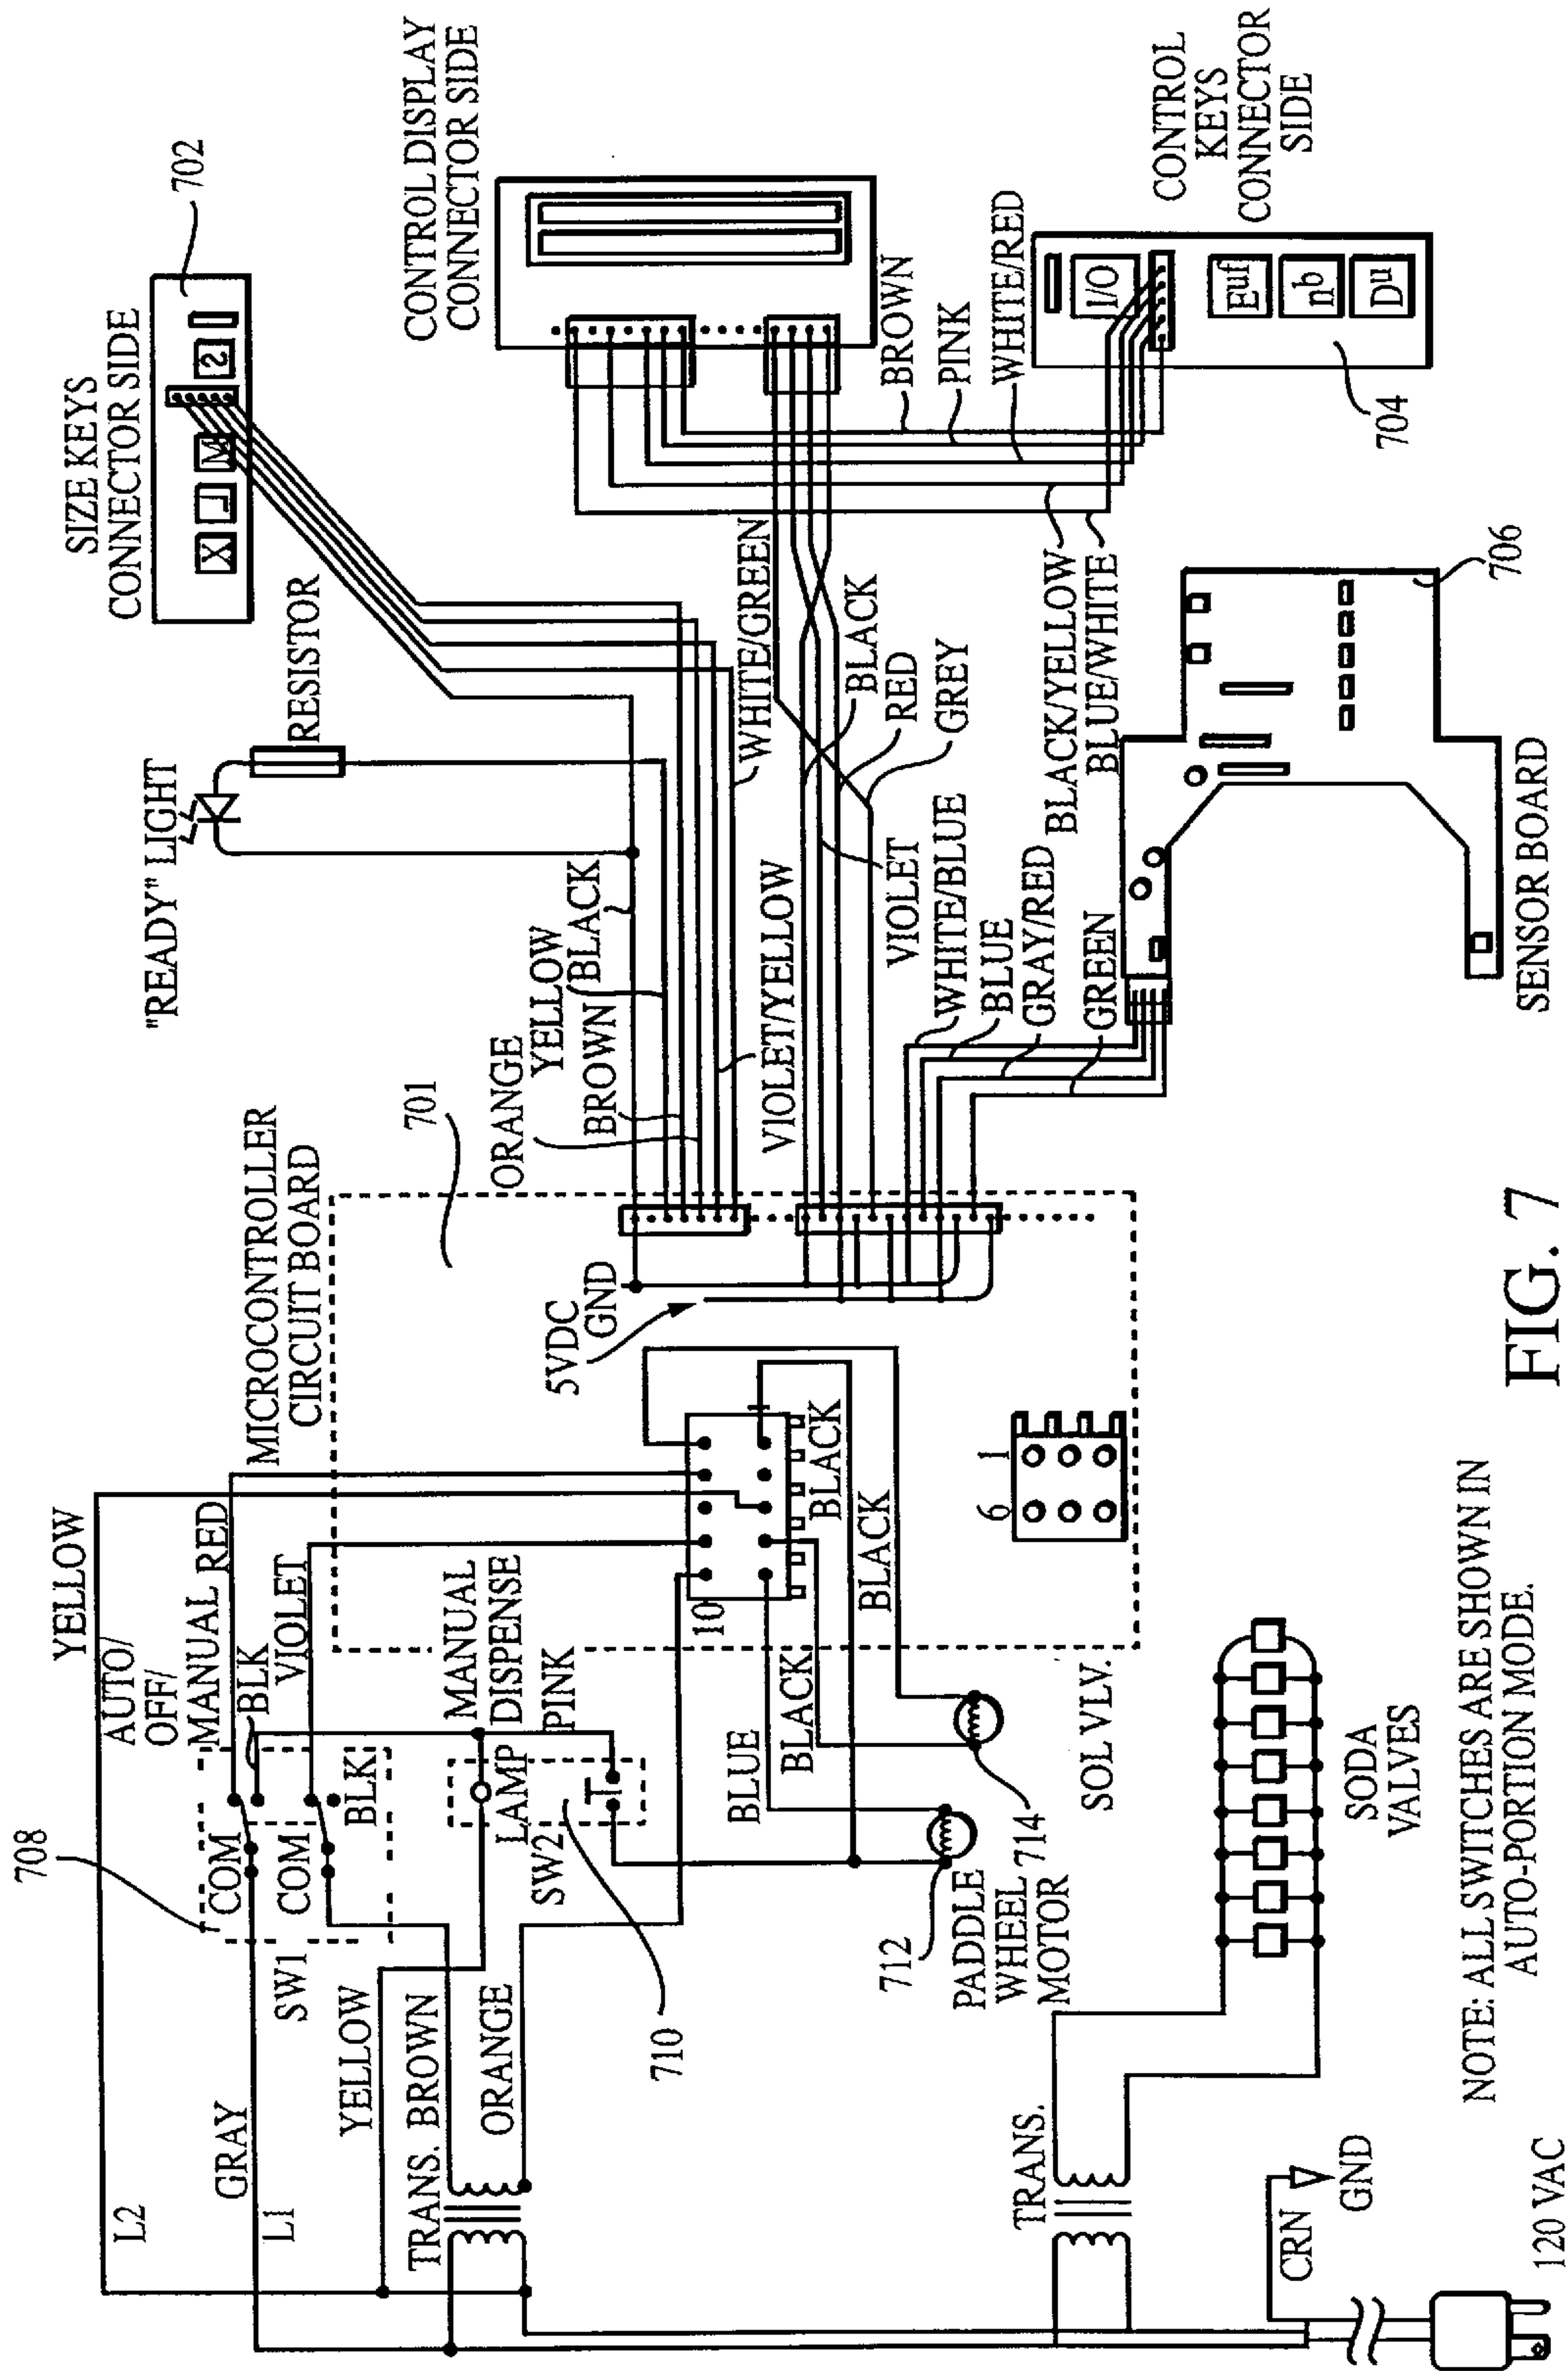 SIZE KEYS
CONNECTOR SIDE
702
X
L
M
S
I
CONTROL DISPLAY
CONNECTOR SIDE
"READY" LIGHT
RESISTOR
MICROCONTROLLER
CIRCUIT BOARD
701
ORANGE
YELLOW
BROWN
BLACK
WHITE/GREEN
VIOLET/YELLOW
BLACK
RED
GREY
VIOLET
WHITE/BLUE
BLUE
GRAY/RED
GREEN
BROWN
PINK
WHITE/RED
BLACK/YELLOW
BLUE/WHITE
CONTROL
KEYS
CONNECTOR
SIDE
I/O
Euf
nb
Du
704
706
SENSOR BOARD
5VDC
GND
YELLOW
AUTO/
OFF/
MANUAL
RED
BLK
VIOLET
708
COM
COM
BLK
SW1
MANUAL
DISPENSE
PINK
LAMP
SW2
710
L2
GRAY
L1
YELLOW
TRANS.
BROWN
ORANGE
10
BLACK
BLACK
BLUE
BLACK
6
1
712
PADDLE
WHEEL
MOTOR
714
SOL VLV.
SODA
VALVES
TRANS.
CRN
GND
120 VAC
NOTE: ALL SWITCHES ARE SHOWN IN
AUTO-PORTION MODE.
FIG. 7